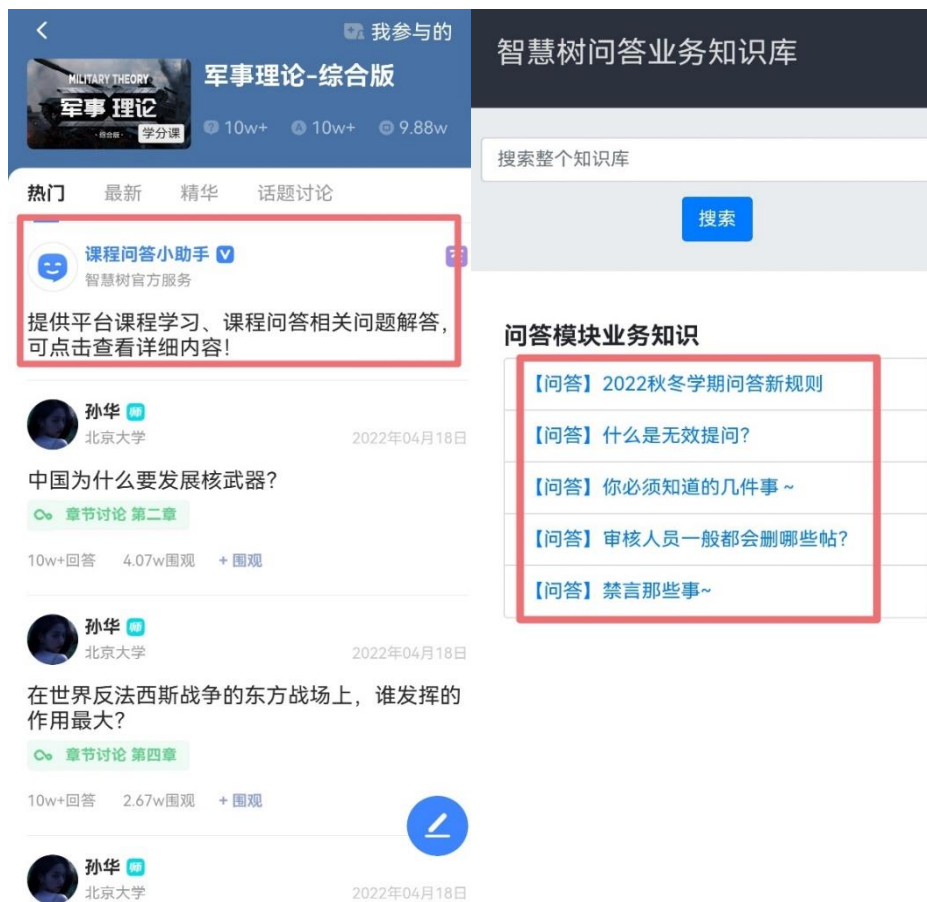 我参与的
MILITARY THEORY
军事 理论
·综合版·
学分课
军事理论-综合版
10w+ 10w+ 9.88w
热门 最新 精华 话题讨论
课程问答小助手
智慧树官方服务
提供平台课程学习、课程问答相关问题解答，
可点击查看详细内容!
孙华 师
北京大学 2022年04月18日
中国为什么要发展核武器?
章节讨论 第二章
10w+回答 4.07w围观 + 围观
孙华 师
北京大学 2022年04月18日
在世界反法西斯战争的东方战场上，谁发挥的
作用最大?
章节讨论 第四章
10w+回答 2.67w围观 + 围观
孙华 师
北京大学 2022年04月18日
智慧树问答业务知识库
搜索整个知识库
搜索
问答模块业务知识
【问答】2022秋冬学期问答新规则
【问答】什么是无效提问?
【问答】你必须知道的几件事 ~
【问答】审核人员一般都会删哪些帖?
【问答】禁言那些事~